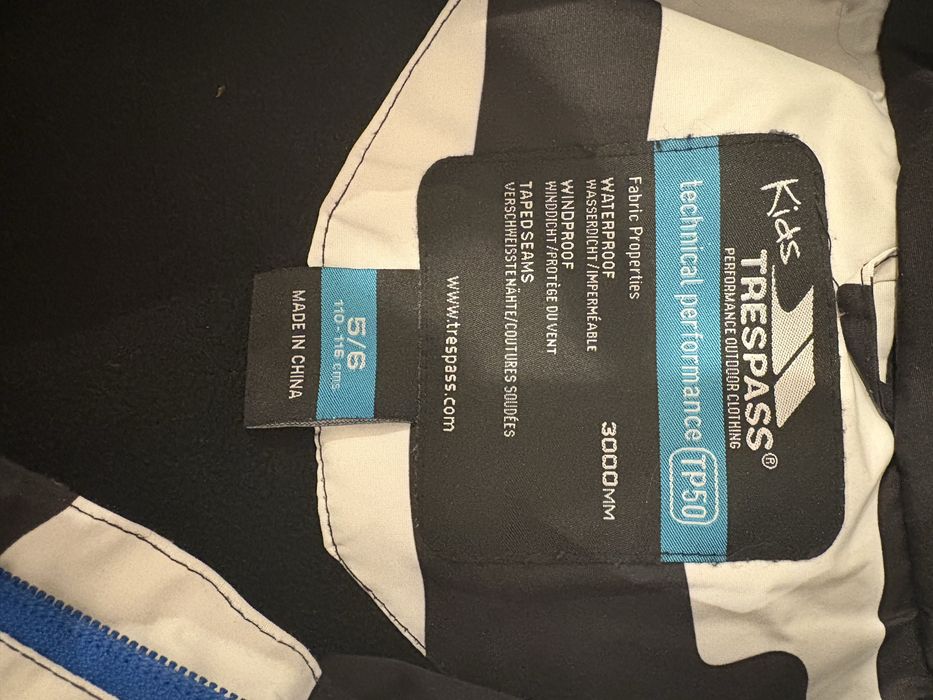 Kids
TRESPASS®
PERFORMANCE OUTDOOR CLOTHING
technical performance TP50
Fabric Properties
WATERPROOF 3000MM
WASSERDICHT/IMPERMÉABLE
WINDPROOF
WINDDICHT/PROTÈGE DU VENT
TAPED SEAMS
VERSCHWEISSTE NÄHTE/COUTURES SOUDÉES
www.trespass.com
5/6
110-116 cms
MADE IN CHINA